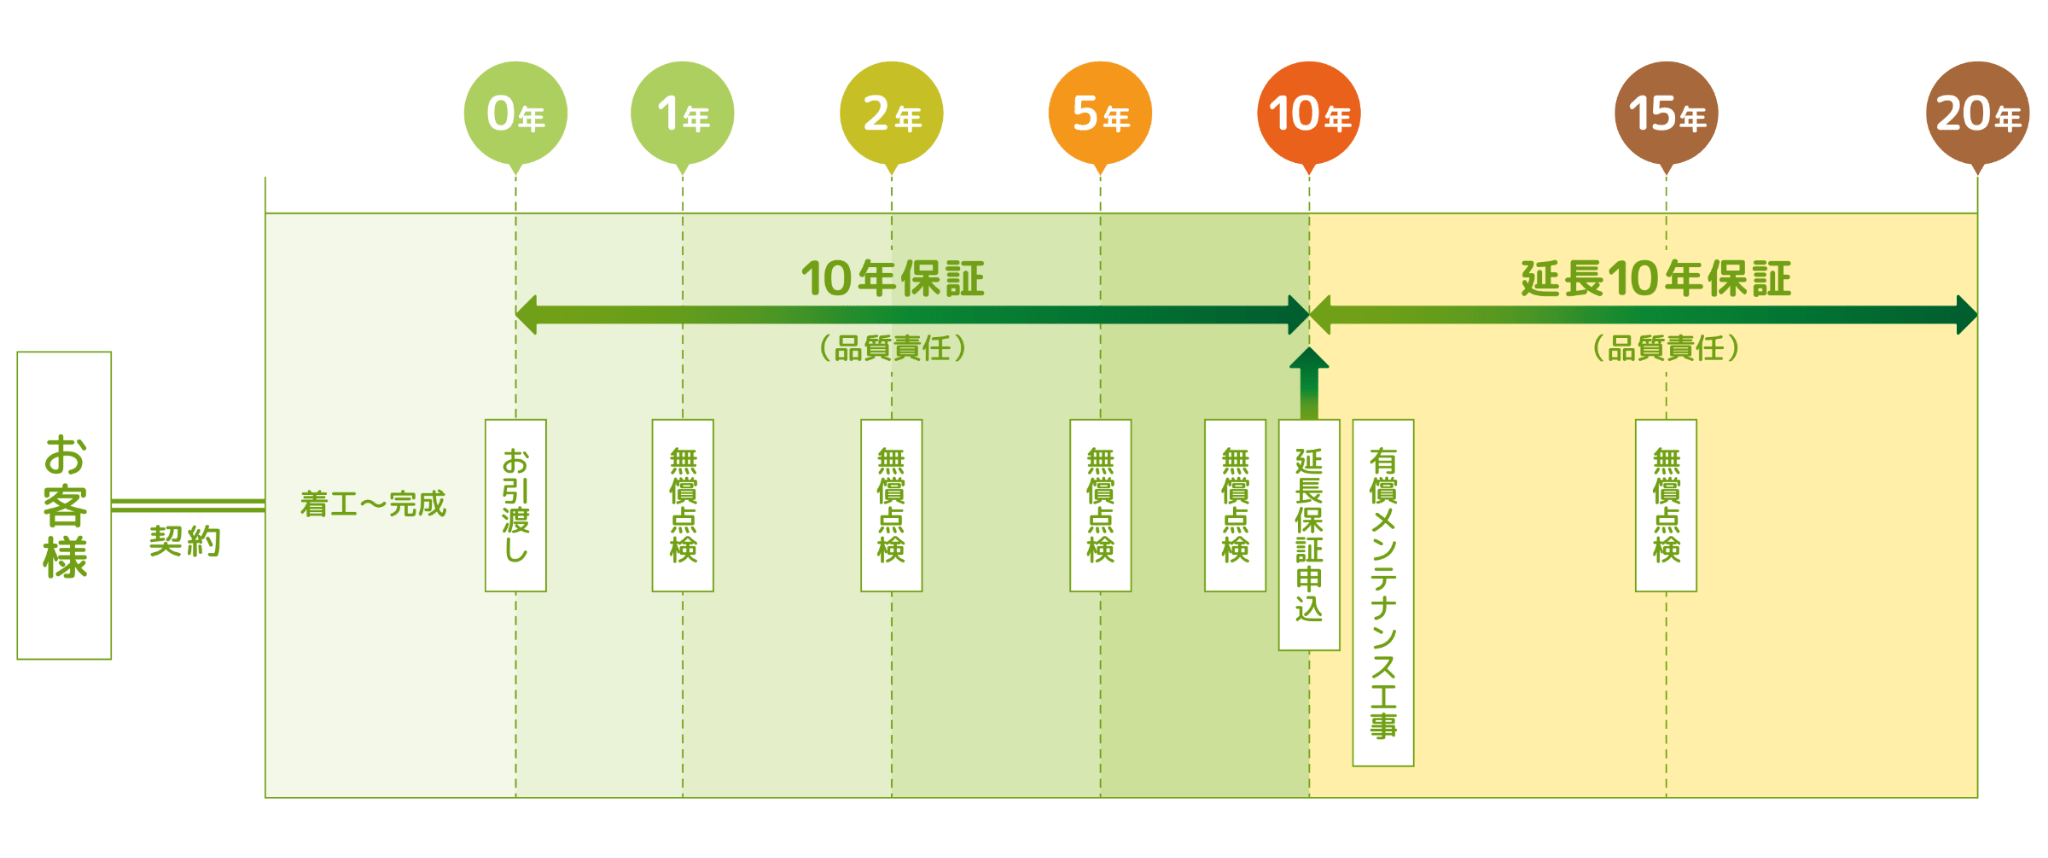 0年
1年
2年
5年
10年
15年
20年
10年保証
(品質責任)
延長10年保証
(品質責任)
お客様
契約
着工～完成
お引渡し
無償点検
無償点検
無償点検
無償点検
延長保証申込
有償メンテナンス工事
無償点検